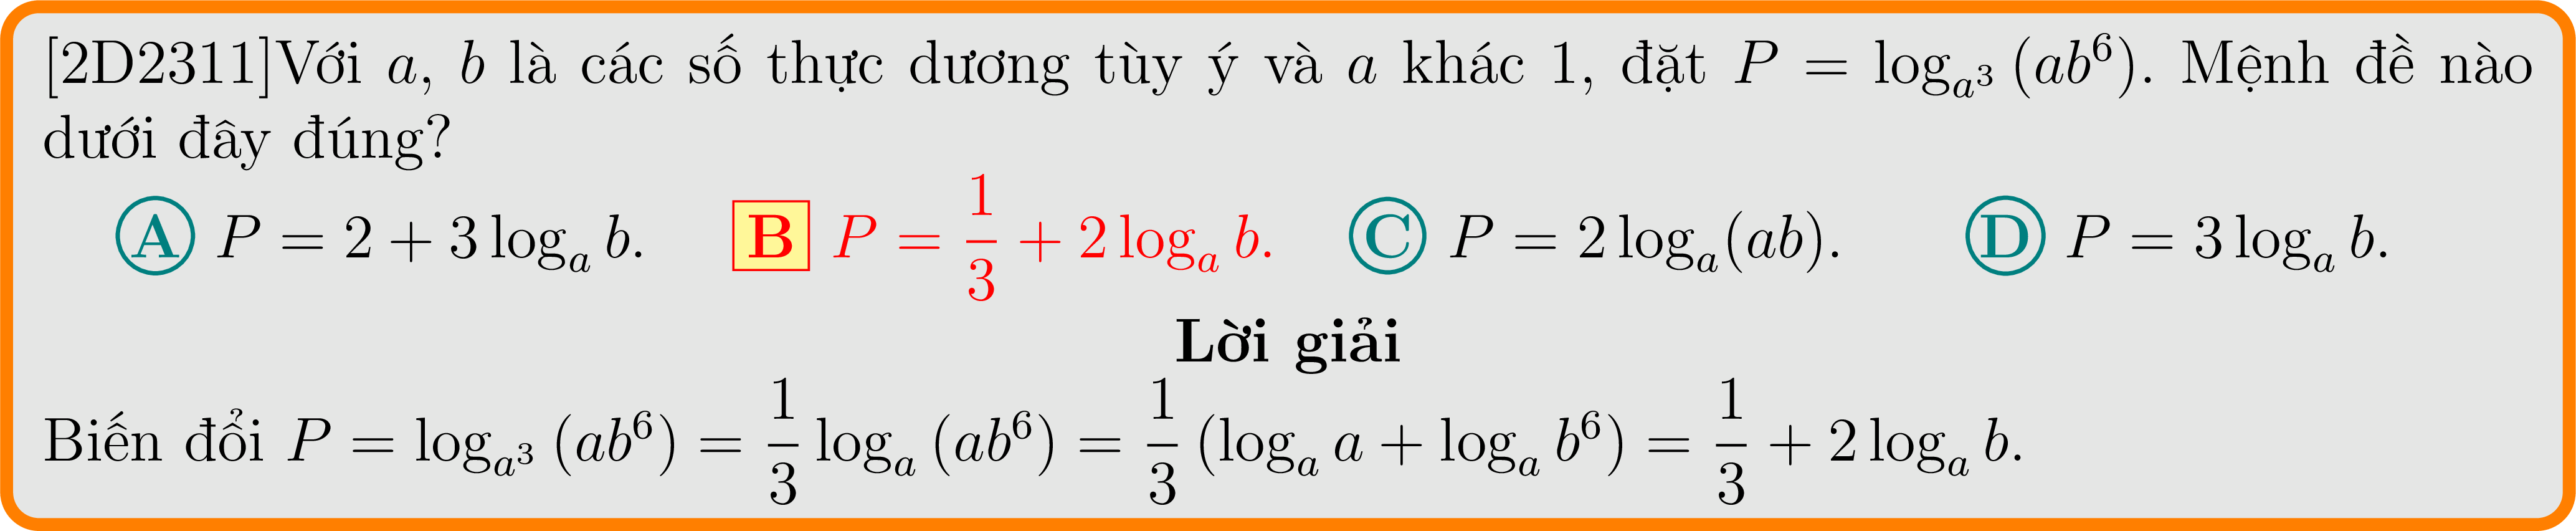 [2D2311]Với a, b là các số thực dương tùy ý và a khác 1, đặt P = log_{a^3} (ab^6). Mệnh đề nào
dưới đây đúng?
A P = 2 + 3 log_a b. B P = \frac{1}{3} + 2 log_a b. C P = 2 log_a(ab). D P = 3 log_a b.
Lời giải
Biến đổi P = log_{a^3} (ab^6) = \frac{1}{3} log_a (ab^6) = \frac{1}{3} (log_a a + log_a b^6) = \frac{1}{3} + 2 log_a b.